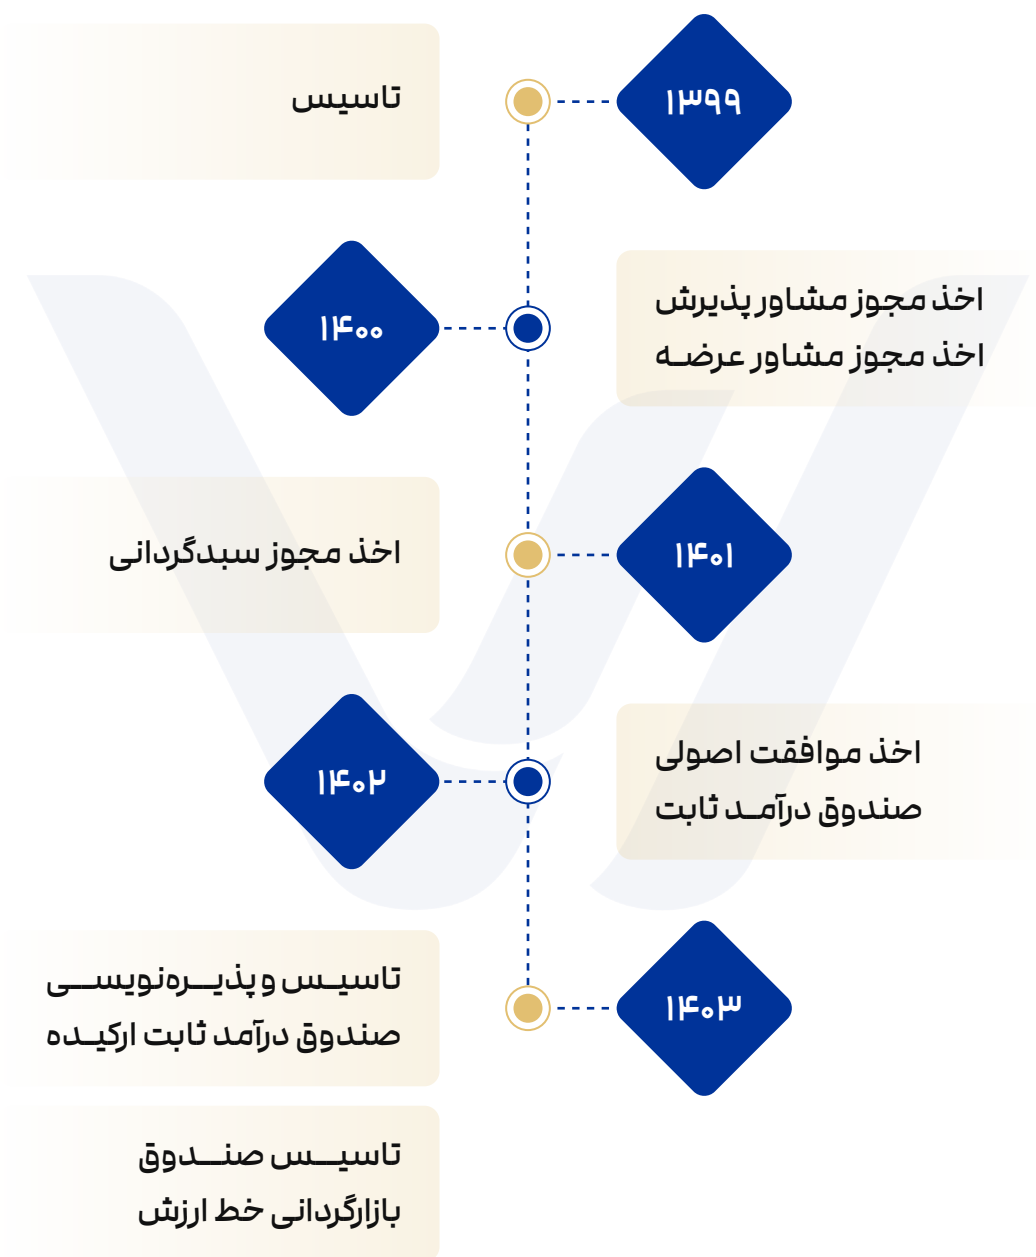 ۱۳۹۹
تاسیس
۱۴۰۰
اخذ مجوز مشاور پذیرش
اخذ مجوز مشاور عرضه
۱۴۰۱
اخذ مجوز سبدگردانی
۱۴۰۲
اخذ موافقت اصولی
صندوق درآمد ثابت
۱۴۰۳
تاسیس و پذیره‌نویسی
صندوق درآمد ثابت ارکیده
تاسیس صندوق
بازارگردانی خط ارزش